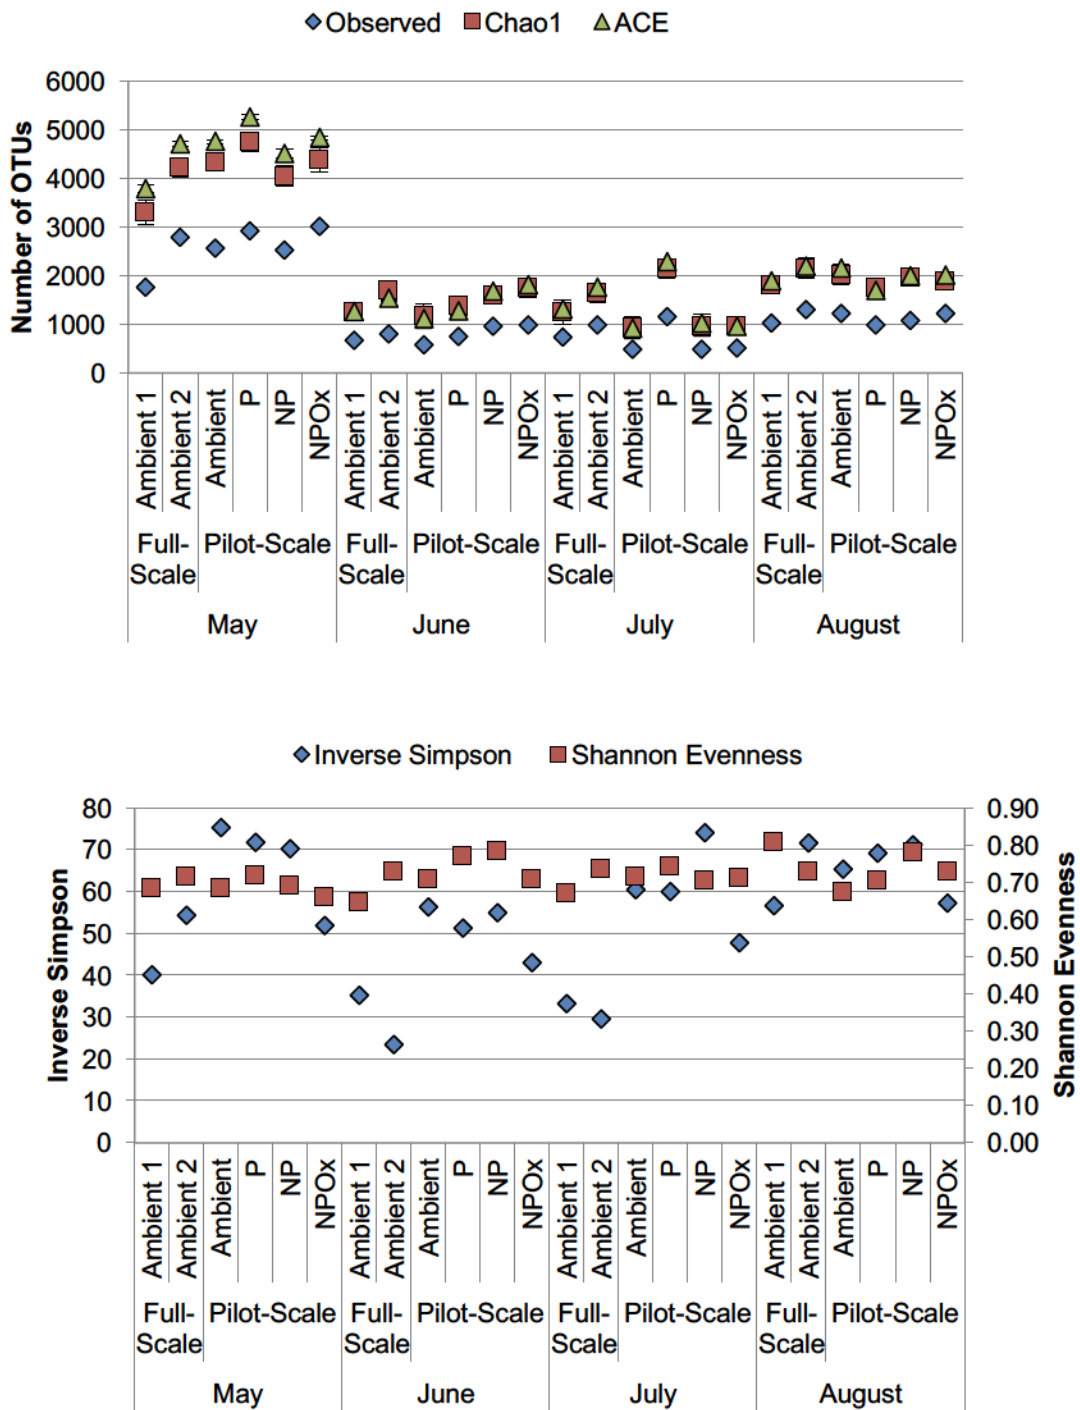 Observed Chao1 ACE
6000
5000
4000
3000
2000
1000
0
Number of OTUs
Ambient 1 Ambient 2 Ambient P NP NPOx Ambient 1 Ambient 2 Ambient P NP NPOx Ambient 1 Ambient 2 Ambient P NP NPOx Ambient 1 Ambient 2 Ambient P NP NPOx
Full- Pilot-Scale Full- Pilot-Scale Full- Pilot-Scale Full- Pilot-Scale
Scale Scale Scale Scale
May June July August
Inverse Simpson Shannon Evenness
80 0.90
70 0.80
60 0.70
50 0.60
40 0.50
30 0.40
20 0.30
10 0.20
0 0.10
0.00
Inverse Simpson
Shannon Evenness
Ambient 1 Ambient 2 Ambient P NP NPOx Ambient 1 Ambient 2 Ambient P NP NPOx Ambient 1 Ambient 2 Ambient P NP NPOx Ambient 1 Ambient 2 Ambient P NP NPOx
Full- Pilot-Scale Full- Pilot-Scale Full- Pilot-Scale Full- Pilot-Scale
Scale Scale Scale Scale
May June July August